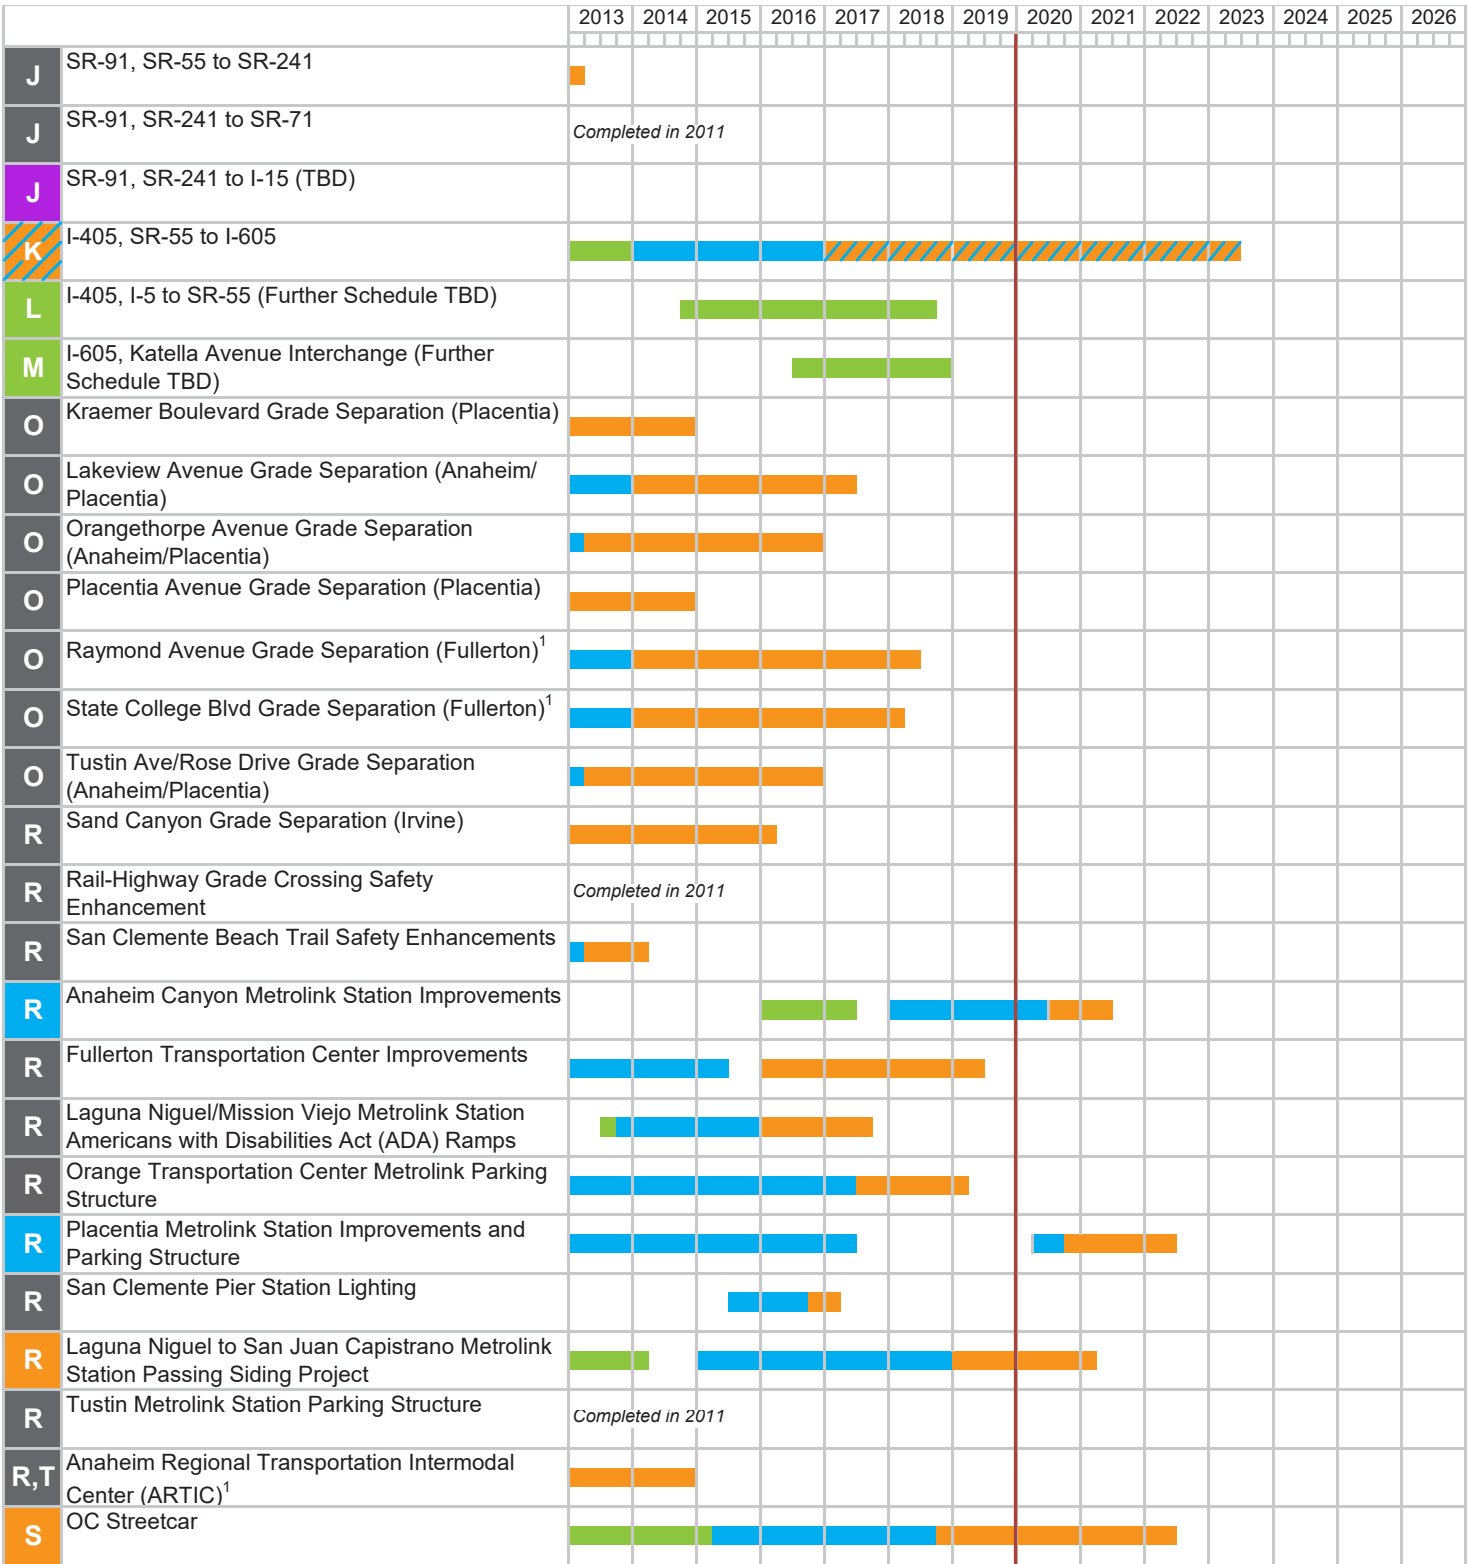 2013 2014 2015 2016 2017 2018 2019 2020 2021 2022 2023 2024 2025 2026
J SR-91, SR-55 to SR-241
J SR-91, SR-241 to SR-71 Completed in 2011
J SR-91, SR-241 to I-15 (TBD)
K I-405, SR-55 to I-605
L I-405, I-5 to SR-55 (Further Schedule TBD)
M I-605, Katella Avenue Interchange (Further
Schedule TBD)
O Kraemer Boulevard Grade Separation (Placentia)
O Lakeview Avenue Grade Separation (Anaheim/
Placentia)
O Orangethorpe Avenue Grade Separation
(Anaheim/Placentia)
O Placentia Avenue Grade Separation (Placentia)
O Raymond Avenue Grade Separation (Fullerton)1
O State College Blvd Grade Separation (Fullerton)1
O Tustin Ave/Rose Drive Grade Separation
(Anaheim/Placentia)
R Sand Canyon Grade Separation (Irvine)
R Rail-Highway Grade Crossing Safety
Enhancement Completed in 2011
R San Clemente Beach Trail Safety Enhancements
R Anaheim Canyon Metrolink Station Improvements
R Fullerton Transportation Center Improvements
R Laguna Niguel/Mission Viejo Metrolink Station
Americans with Disabilities Act (ADA) Ramps
R Orange Transportation Center Metrolink Parking
Structure
R Placentia Metrolink Station Improvements and
Parking Structure
R San Clemente Pier Station Lighting
R Laguna Niguel to San Juan Capistrano Metrolink
Station Passing Siding Project
R Tustin Metrolink Station Parking Structure Completed in 2011
R,T Anaheim Regional Transportation Intermodal
Center (ARTIC)1
S OC Streetcar